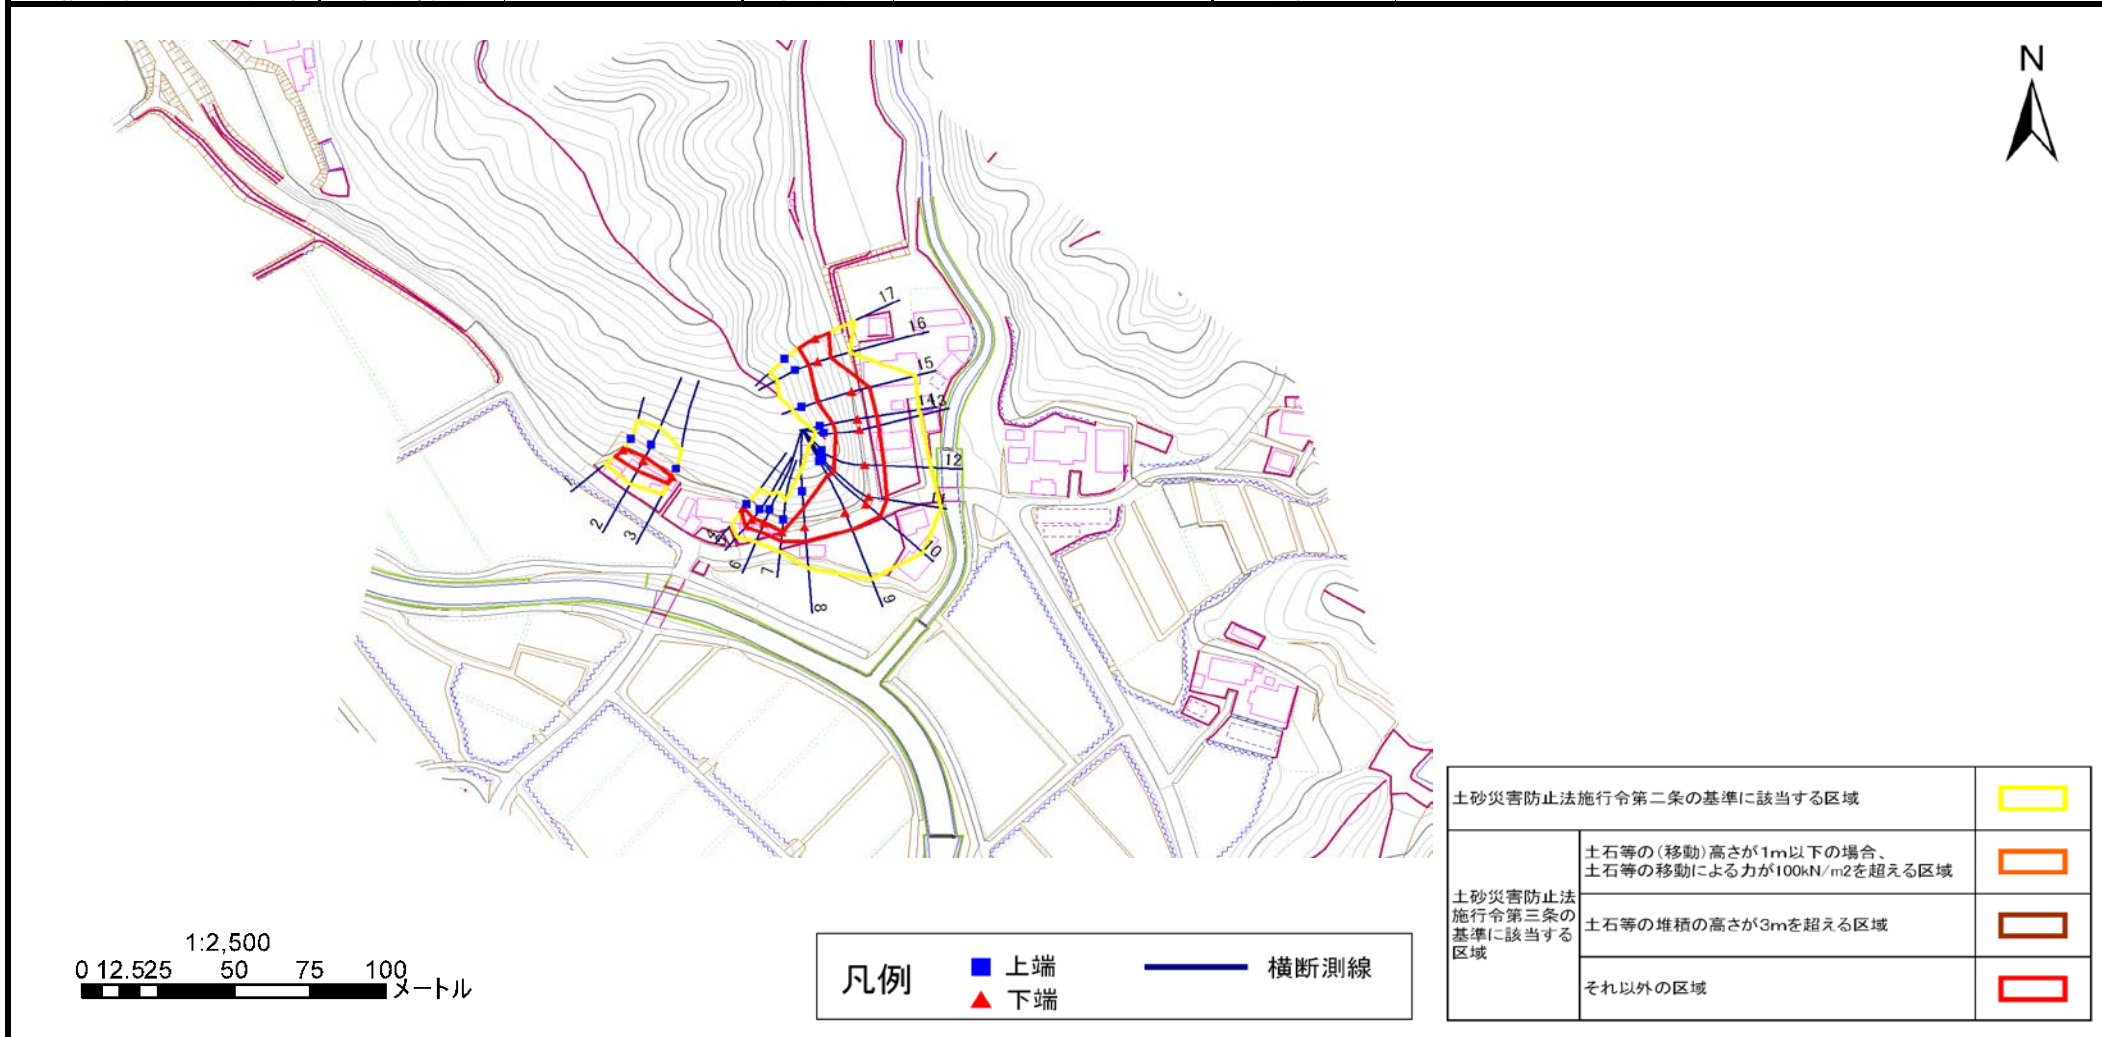 N
17
16
15
14
13
12
11
10
9
8
7
6
4
3
2
1:2,500
0 12.525 50 75 100
メートル
凡例
上端
下端
横断測線
土砂災害防止法施行令第二条の基準に該当する区域
土砂災害防止法
施行令第三条の
基準に該当する
区域
土石等の(移動)高さが1m以下の場合、
土石等の移動による力が100kN/m2を超える区域
土石等の堆積の高さが3mを超える区域
それ以外の区域